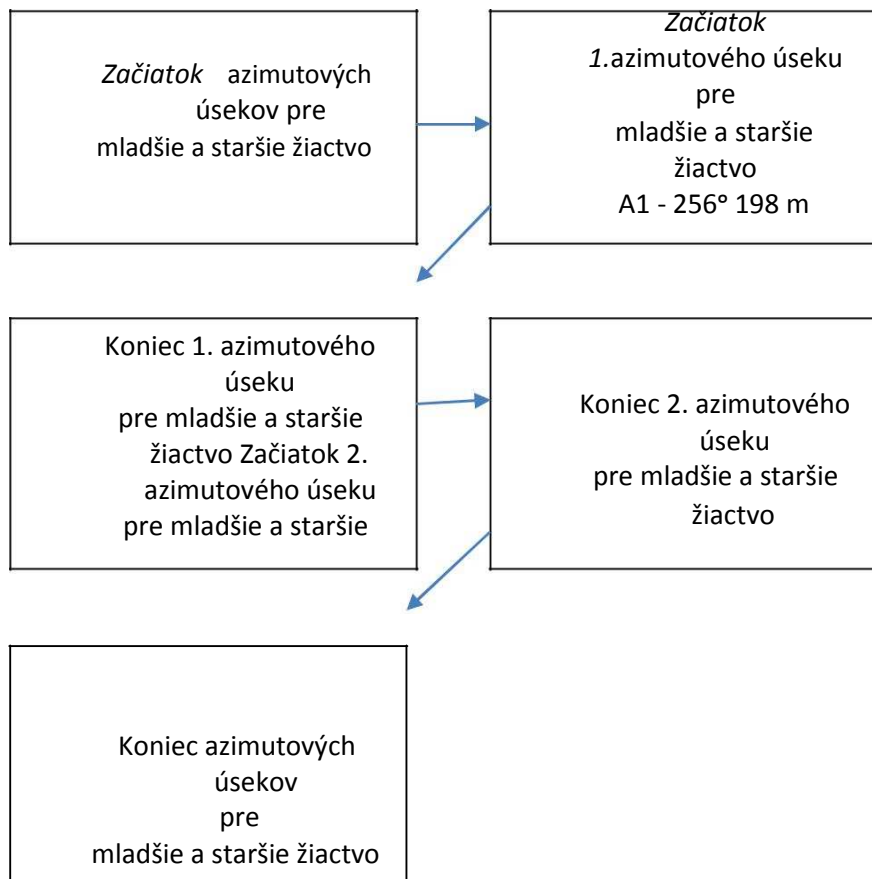 Začiatok azimutových
úsekov pre
mladšie a staršie žiactvo
Začiatok
1.azimutového úseku
pre
mladšie a staršie
žiactvo
A1 - 256° 198 m
Koniec 1. azimutového
úseku
pre mladšie a staršie
žiactvo Začiatok 2.
azimutového úseku
pre mladšie a staršie
Koniec 2. azimutového
úseku
pre mladšie a staršie
žiactvo
Koniec azimutových
úsekov
pre
mladšie a staršie žiactvo